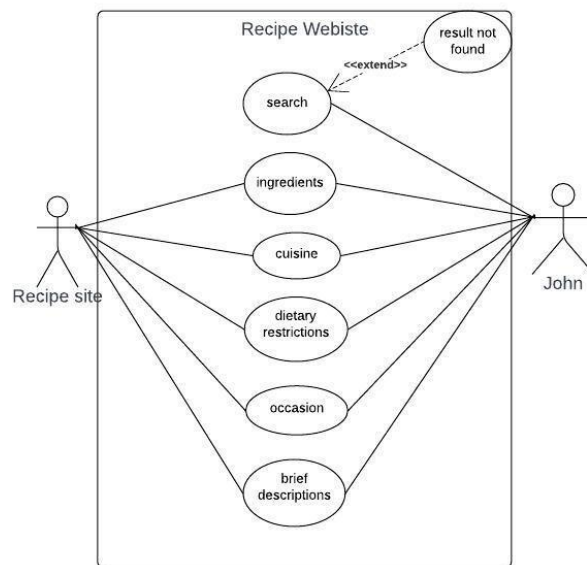 Recipe Webiste
result not
found
<<extend>>
search
ingredients
cuisine
Recipe site
John
dietary
restrictions
occasion
brief
descriptions